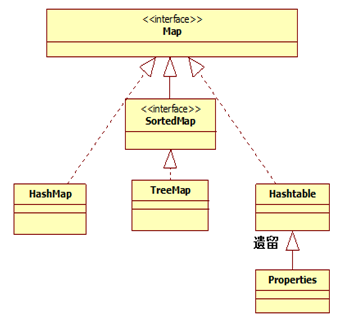 <<interface>>
Map
<<interface>>
SortedMap
HashMap
TreeMap
Hashtable
遗留
Properties